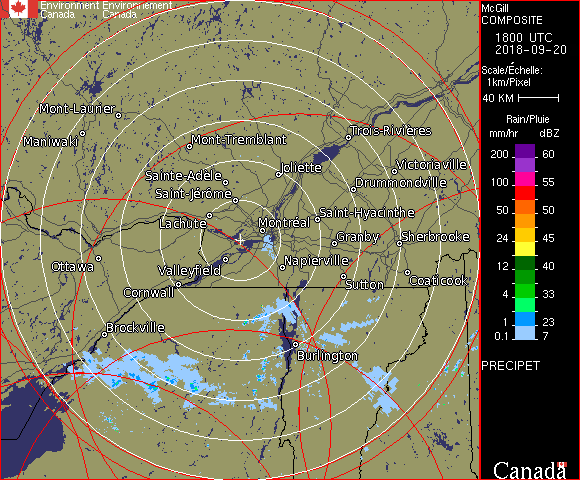 Environment Environnement
Canada Canada
McGill
COMPOSITE
1800 UTC
2018-09-20
Scale/Échelle:
1km/Pixel
40 KM
Rain/Pluie
mm/hr dBZ
200 60
150 55
100 55
50 50
24 45
12 40
4 33
1 23
0.1 7
PRECIPET
Canada
Mont-Laurier
Maniwaki
Mont-Tremblant
Trois-Rivières
Joliette
Victoriaville
Sainte-Adèle
Drummondville
Saint-Jérôme
Saint-Hyacinthe
Lachute
Montréal
Granby
Sherbrooke
Ottawa
Valleyfield
Napierville
Cornwall
Sutton
Coaticook
Brockville
Burlington